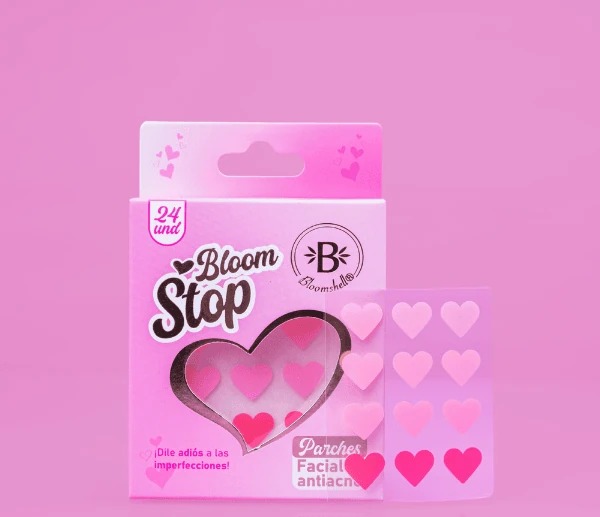 24
und
Bloom
Stop
B
Bloomshell®
¡Dile adiós a las
imperfecciones!
Parches
Facial
antiacn